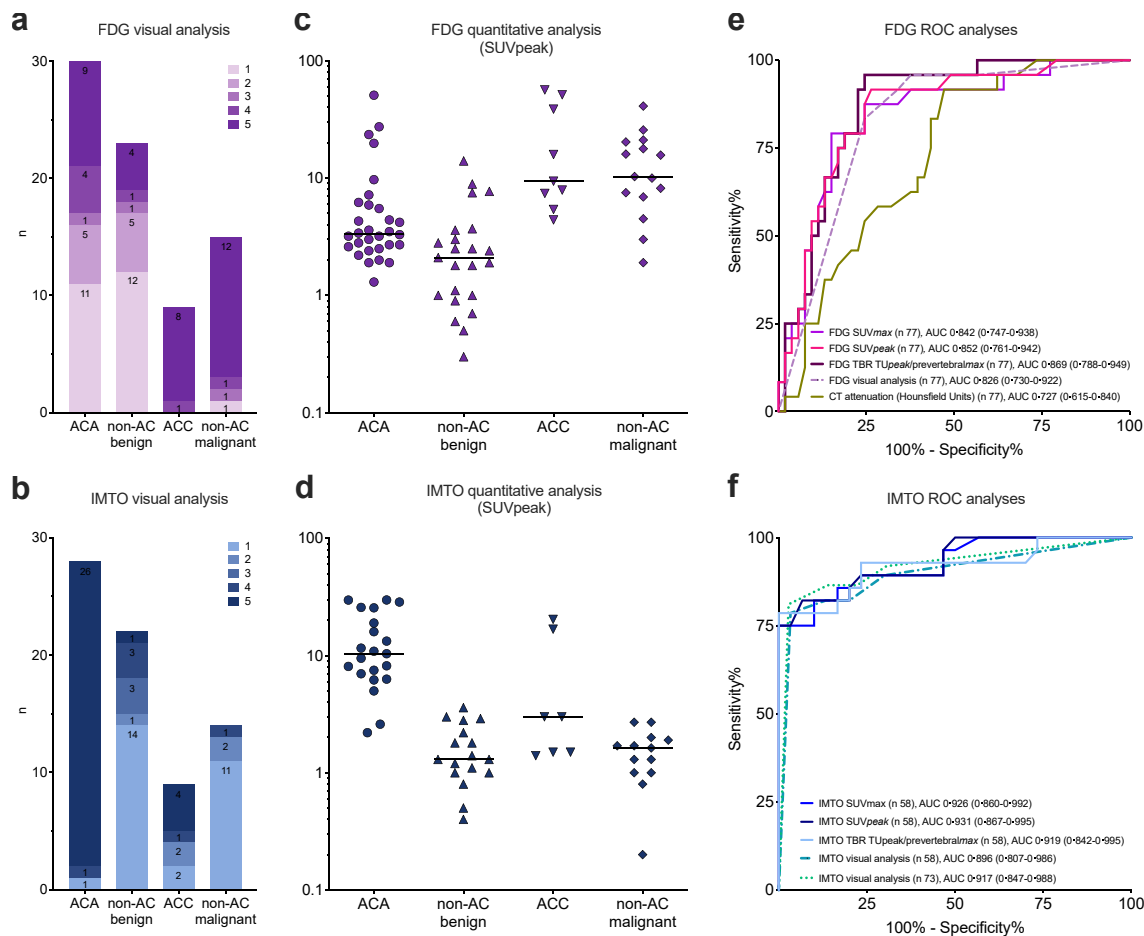 a
FDG visual analysis
30
20
10
0
n
9
4
1
5
11
4
1
1
5
12
8
1
12
1
1
1
1
2
3
4
5
ACA
non-AC
benign
ACC
non-AC
malignant
c
FDG quantitative analysis
(SUVpeak)
100
10
1
0.1
ACA
non-AC
benign
ACC
non-AC
malignant
e
FDG ROC analyses
100
75
50
25
0
Sensitivity%
FDG SUVmax (n 77), AUC 0·842 (0·747-0·938)
FDG SUVpeak (n 77), AUC 0·852 (0·761-0·942)
FDG TBR TUpeak/prevertebralmax (n 77), AUC 0·869 (0·788-0·949)
FDG visual analysis (n 77), AUC 0·826 (0·730-0·922)
CT attenuation (Hounsfield Units) (n 77), AUC 0·727 (0·615-0·840)
0
25
50
75
100
100% - Specificity%
b
IMTO visual analysis
30
20
10
0
n
26
1
1
1
3
3
1
14
4
1
2
2
1
2
11
1
2
3
4
5
ACA
non-AC
benign
ACC
non-AC
malignant
d
IMTO quantitative analysis
(SUVpeak)
100
10
1
0.1
ACA
non-AC
benign
ACC
non-AC
malignant
f
IMTO ROC analyses
100
75
50
25
0
Sensitivity%
IMTO SUVmax (n 58), AUC 0·926 (0·860-0·992)
IMTO SUVpeak (n 58), AUC 0·931 (0·867-0·995)
IMTO TBR TUpeak/prevertebralmax (n 58), AUC 0·919 (0·842-0·995)
IMTO visual analysis (n 58), AUC 0·896 (0·807-0·986)
IMTO visual analysis (n 73), AUC 0·917 (0·847-0·988)
0
25
50
75
100
100% - Specificity%